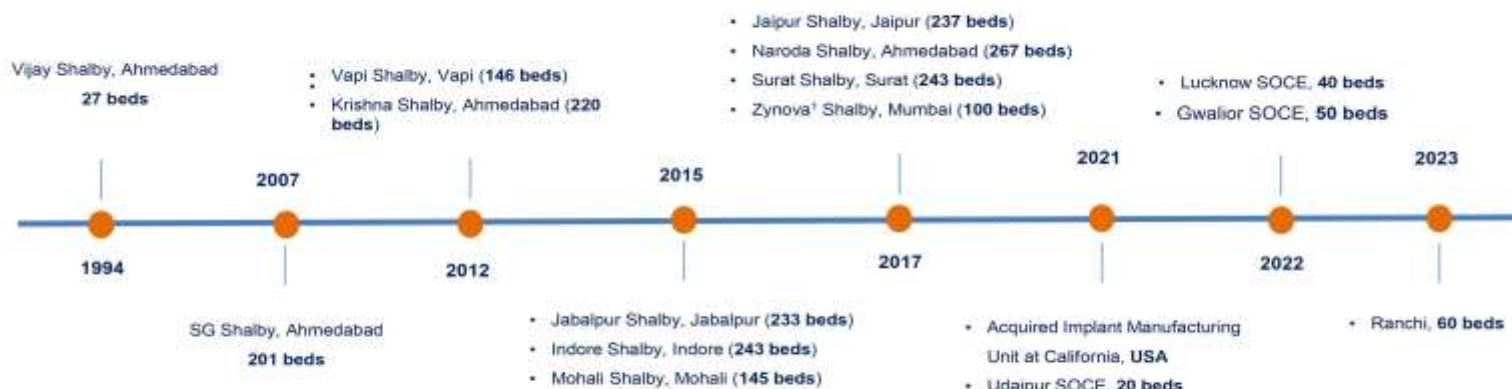 Vijay Shalby, Ahmedabad
27 beds
• Vapi Shalby, Vapi (146 beds)
•
• Krishna Shalby, Ahmedabad (220
beds)
• Jaipur Shalby, Jaipur (237 beds)
• Naroda Shalby, Ahmedabad (267 beds)
• Surat Shalby, Surat (243 beds)
• Zynova† Shalby, Mumbai (100 beds)
• Lucknow SOCE, 40 beds
• Gwalior SOCE, 50 beds
2007
2015
2021
2023
1994
2012
2017
2022
SG Shalby, Ahmedabad
201 beds
• Jabalpur Shalby, Jabalpur (233 beds)
• Indore Shalby, Indore (243 beds)
• Mohali Shalby, Mohali (145 beds)
• Acquired Implant Manufacturing
Unit at California, USA
• Udaipur SOCE, 20 beds
• Ranchi, 60 beds